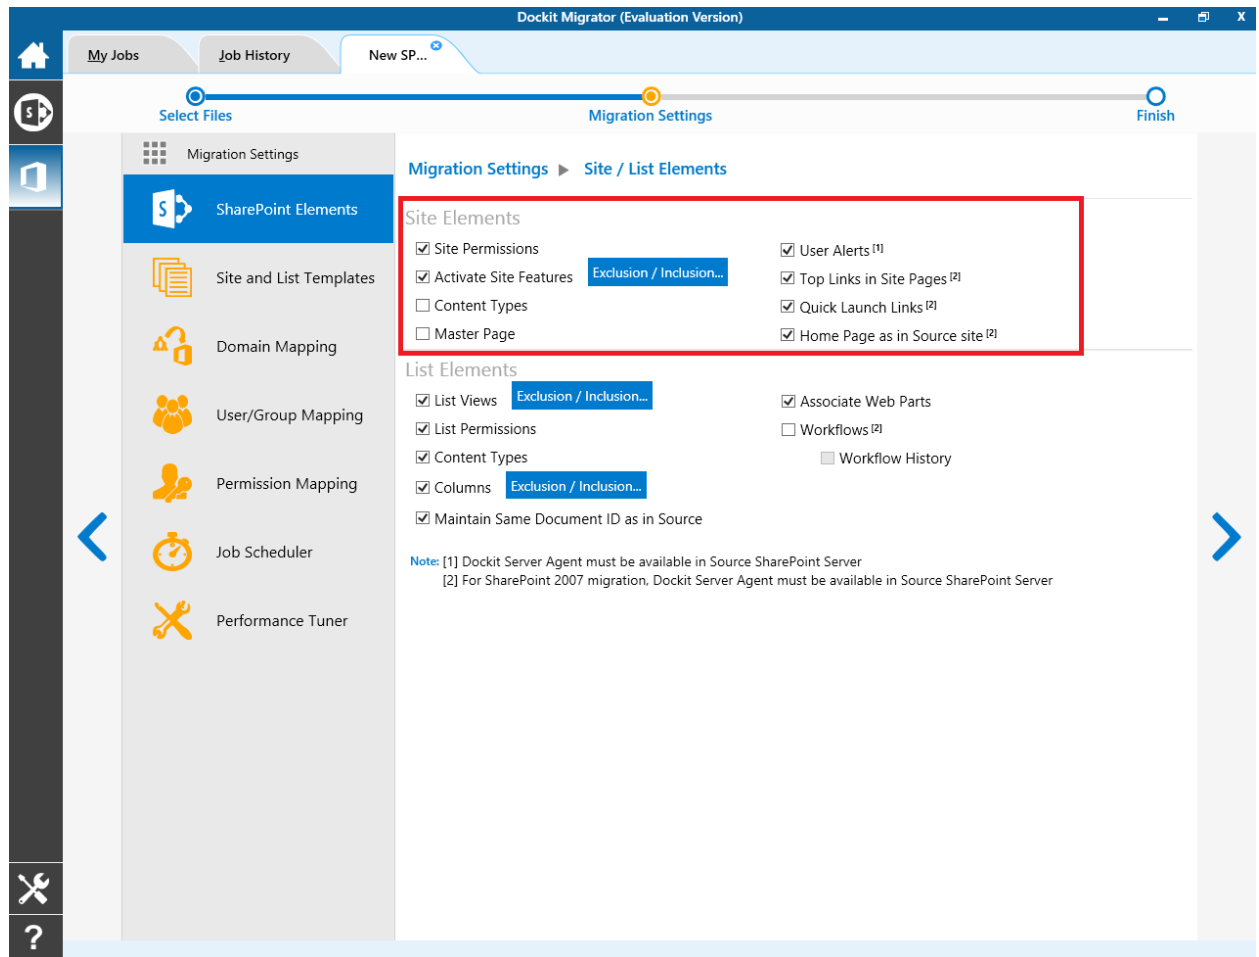 Dockit Migrator (Evaluation Version)
My Jobs
Job History
New SP...
Select Files
Migration Settings
Finish
Migration Settings
SharePoint Elements
Site and List Templates
Domain Mapping
User/Group Mapping
Permission Mapping
Job Scheduler
Performance Tuner
Migration Settings ▶ Site / List Elements
Site Elements
Site Permissions
Activate Site Features
Exclusion / Inclusion...
Content Types
Master Page
User Alerts [1]
Top Links in Site Pages [2]
Quick Launch Links [2]
Home Page as in Source site [2]
List Elements
List Views
Exclusion / Inclusion...
List Permissions
Content Types
Columns
Exclusion / Inclusion...
Maintain Same Document ID as in Source
Associate Web Parts
Workflows [2]
Workflow History
Note: [1] Dockit Server Agent must be available in Source SharePoint Server
[2] For SharePoint 2007 migration, Dockit Server Agent must be available in Source SharePoint Server